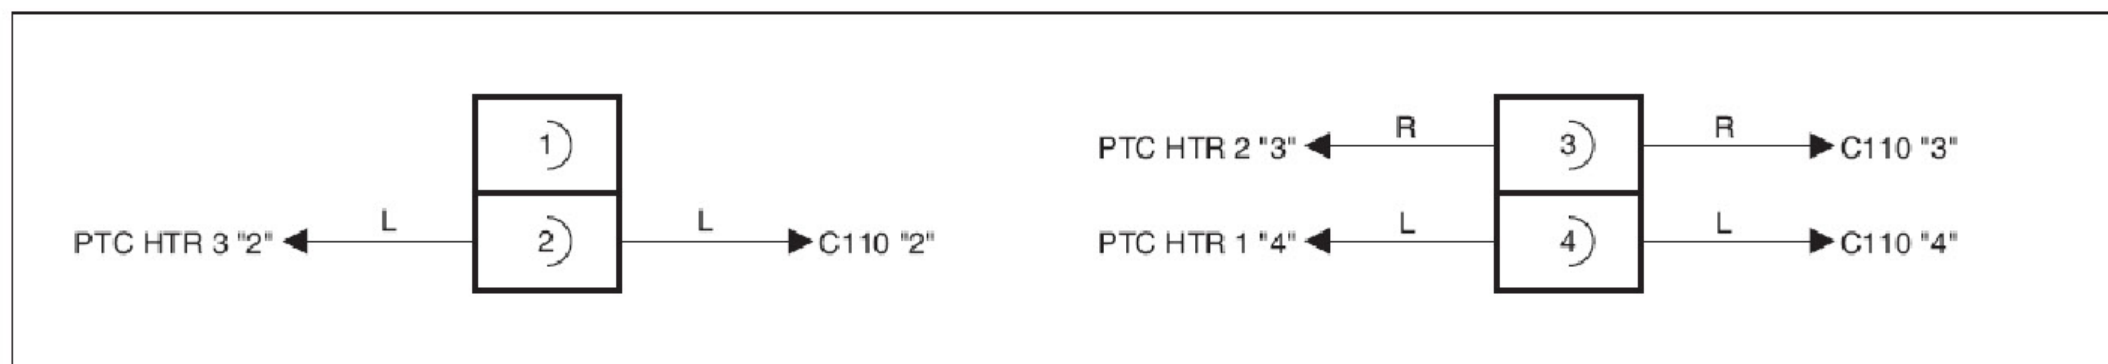 1
PTC HTR 3 "2" L 2 L C110 "2"
PTC HTR 2 "3" R 3 R C110 "3"
PTC HTR 1 "4" L 4 L C110 "4"